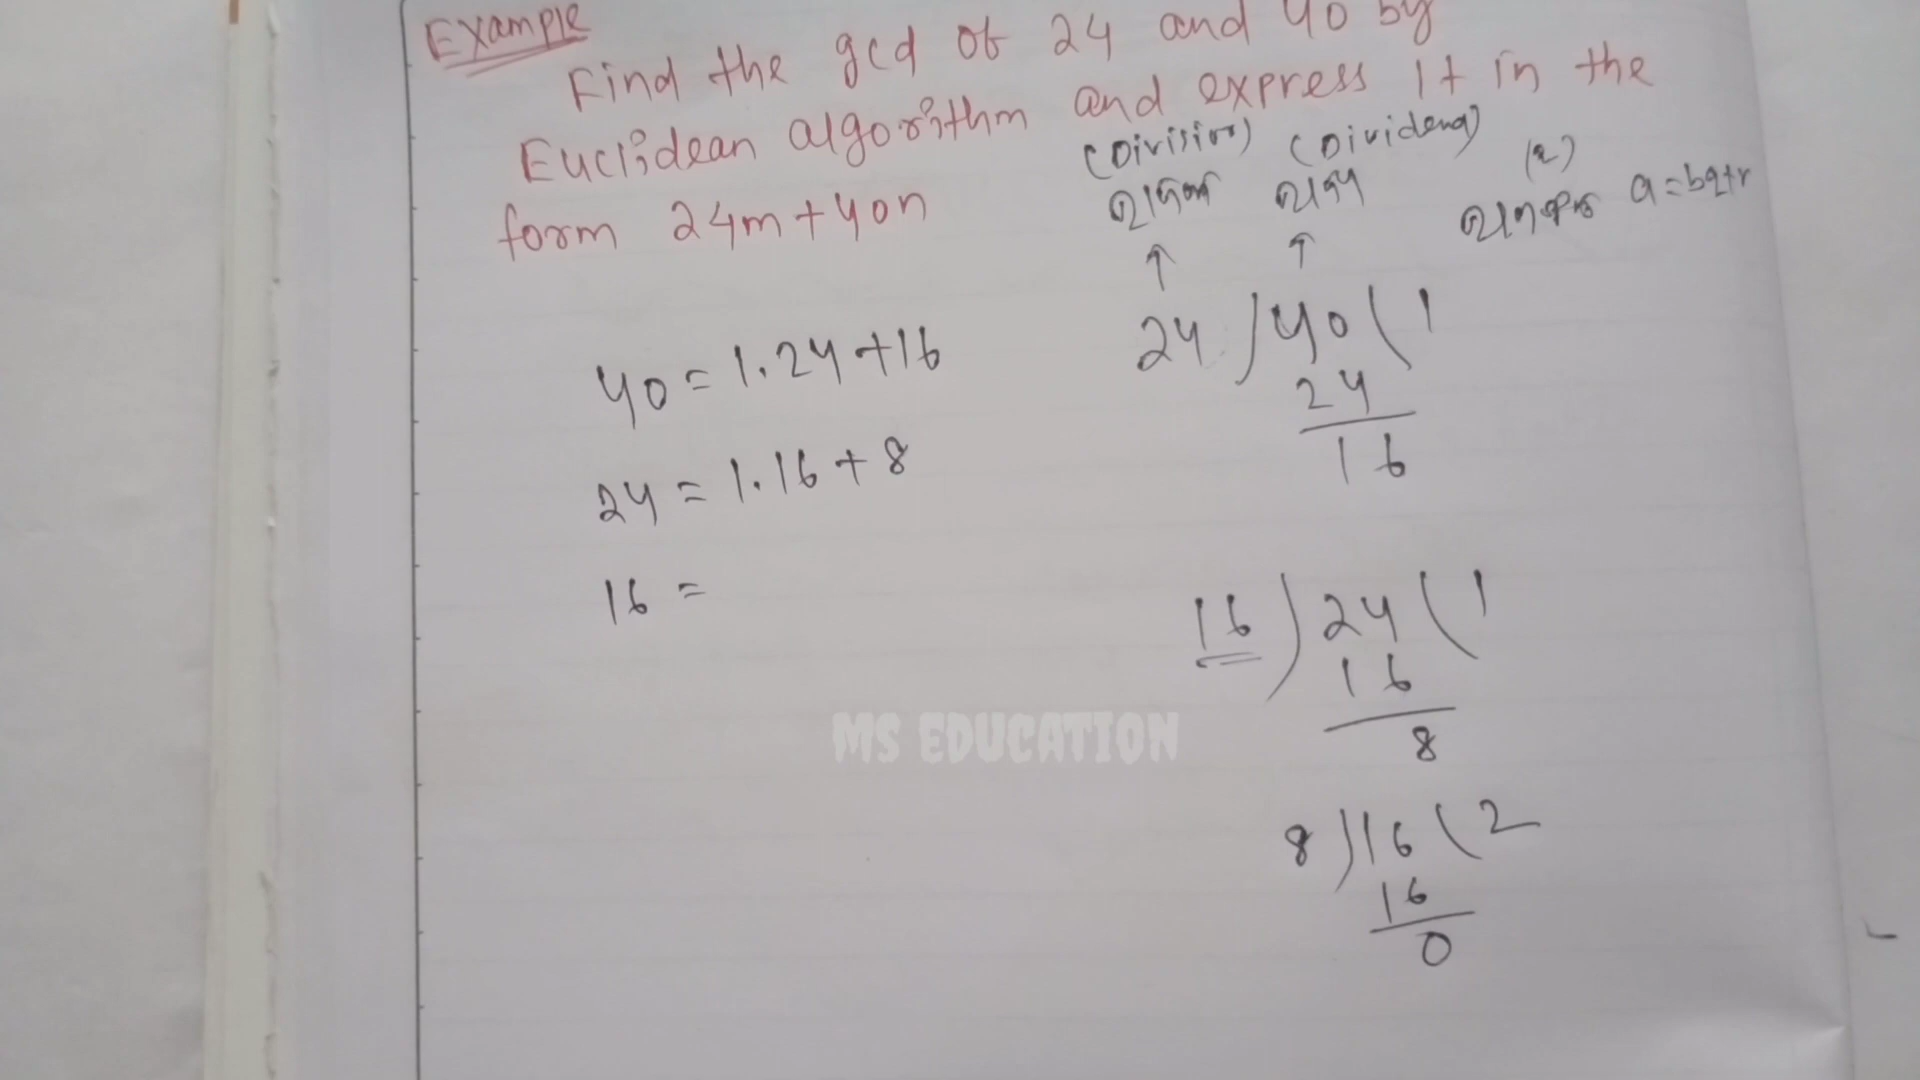 Example
Find the gcd of 24 and 40 by
Euclidean algorithm and express it in the
form 24m+40n
(Divisior) (Dividend) (r)
a=bq+r
↑ ↑
40 = 1.24+16
24 = 1.16+8
16 =
24 ) 40 ( 1
24
16
16 ) 24 ( 1
16
8
8 ) 16 ( 2
16
0
MS EDUCATION